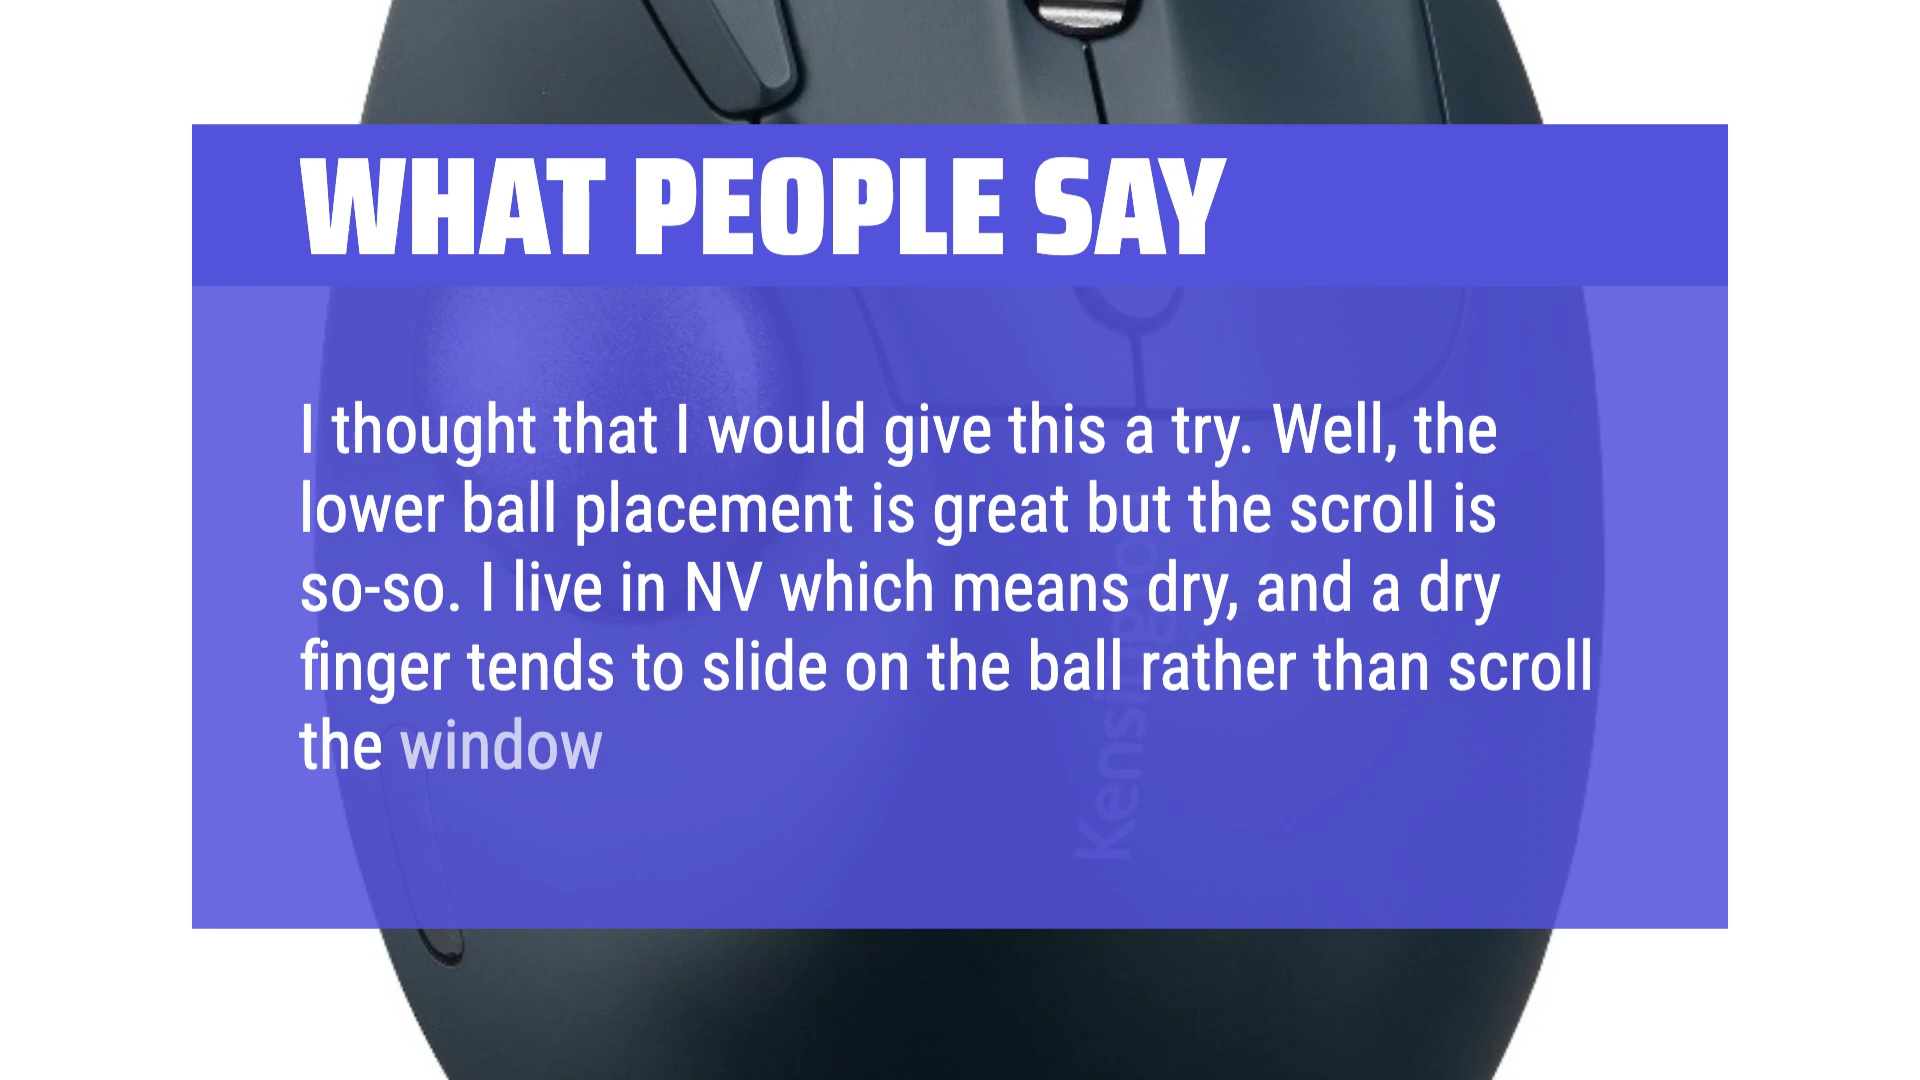 WHAT PEOPLE SAY
I thought that I would give this a try. Well, the
lower ball placement is great but the scroll is
so-so. I live in NV which means dry, and a dry
finger tends to slide on the ball rather than scroll
the window
Kensington